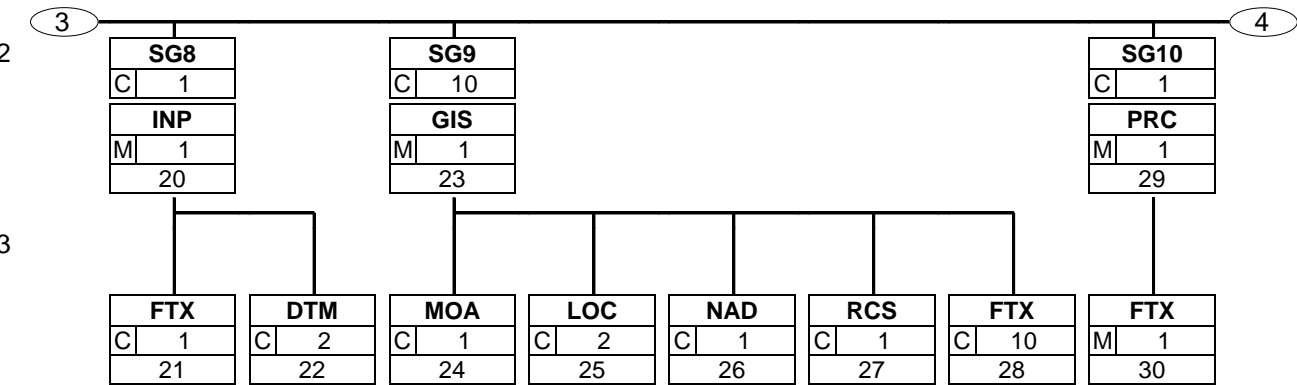 3 4
2
SG8 SG9 SG10
C 1 C 10 C 1
INP GIS PRC
M 1 M 1 M 1
20 23 29
3
FTX DTM MOA LOC NAD RCS FTX FTX
C 1 C 2 C 1 C 2 C 1 C 1 C 10 M 1
21 22 24 25 26 27 28 30